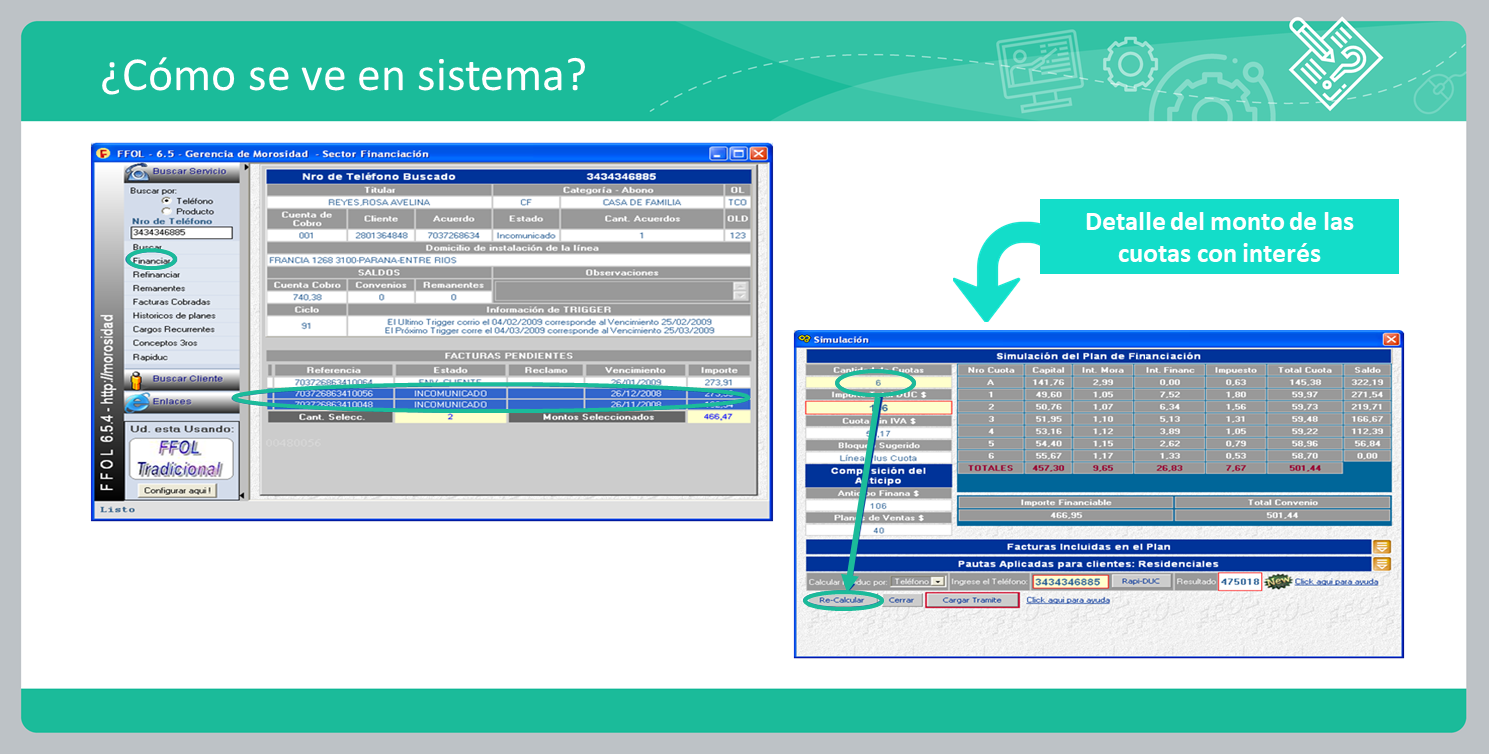 ¿Cómo se ve en sistema?
FFOL - 6.5 - Gerencia de Morosidad - Sector Financiación
Buscar Servicio
Buscar por:
Teléfono
Producto
Nro de Teléfono
3434346885
Buscar
Financiar
Refinanciar
Remanentes
Facturas Cobradas
Historicos de planes
Cargos Recurrentes
Conceptos 3ros
Rapiduc
Buscar Cliente
Enlaces
Ud. esta Usando:
FFOL
Tradicional
Configurar aqui !
FFOL 6.5.4 - http://morosidad
Listo
Nro de Teléfono Buscado 3434346885
Titular Categoría - Abono OL
REYES,ROSA AVELINA CF CASA DE FAMILIA TCO
Cuenta de Cobro Cliente Acuerdo Estado Cant. Acuerdos OLD
001 2801364848 7037268634 Incomunicado 1 123
Domicilio de instalación de la línea
FRANCIA 1268 3100-PARANA-ENTRE RIOS
SALDOS Observaciones
Cuenta Cobro Convenios Remanentes
740,38 0 0
Ciclo Información de TRIGGER
91 El Ultimo Trigger corrio el 04/02/2009 corresponde al Vencimiento 25/02/2009
El Próximo Trigger corre el 04/03/2009 corresponde al Vencimiento 25/03/2009
FACTURAS PENDIENTES
Referencia Estado Reclamo Vencimiento Importe
703726863410064 ENV. CLIENTE 26/01/2009 273,91
703726863410056 INCOMUNICADO 26/12/2008
703726863410048 INCOMUNICADO 26/11/2008
Cant. Selecc. 2 Montos Seleccionados 466,47
Detalle del monto de las
cuotas con interés
Simulación
Simulación del Plan de Financiación
Cantidad de Cuotas
6
DUC $
Cuota sin IVA $
Bloqueo Sugerido
Línea Plus Cuota
Composición del
Anticipo
Anticipo Finana $
106
Planes de Ventas $
40
Nro Cuota Capital Int. Mora Int. Financ Impuesto Total Cuota Saldo
A 141,76 2,99 0,00 0,63 145,38 322,19
1 49,60 1,05 7,52 1,80 59,97 271,54
2 50,76 1,07 6,34 1,56 59,73 219,71
3 51,95 1,10 5,13 1,31 59,48 166,67
4 53,16 1,12 3,89 1,05 59,22 112,39
5 54,40 1,15 2,62 0,79 58,96 56,84
6 55,67 1,17 1,33 0,53 58,70 0,00
TOTALES 457,30 9,65 26,83 7,67 501,44
Importe Financiable Total Convenio
466,95 501,44
Facturas Incluidas en el Plan
Pautas Aplicadas para clientes: Residenciales
Calcular por: Teléfono Ingrese el Teléfono: 3434346885 Rapi-DUC Resultado 475018 New Click aqui para ayuda
Re-Calcular Cerrar Cargar Tramite Click aqui para ayuda